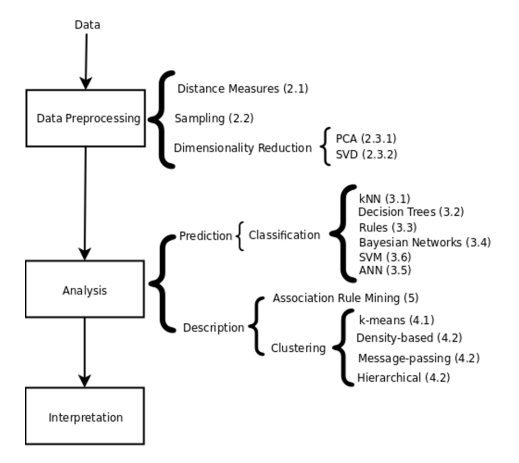 Data
Data Preprocessing
Distance Measures (2.1)
Sampling (2.2)
Dimensionality Reduction
PCA (2.3.1)
SVD (2.3.2)
Analysis
Prediction
Classification
kNN (3.1)
Decision Trees (3.2)
Rules (3.3)
Bayesian Networks (3.4)
SVM (3.6)
ANN (3.5)
Description
Association Rule Mining (5)
Clustering
k-means (4.1)
Density-based (4.2)
Message-passing (4.2)
Hierarchical (4.2)
Interpretation